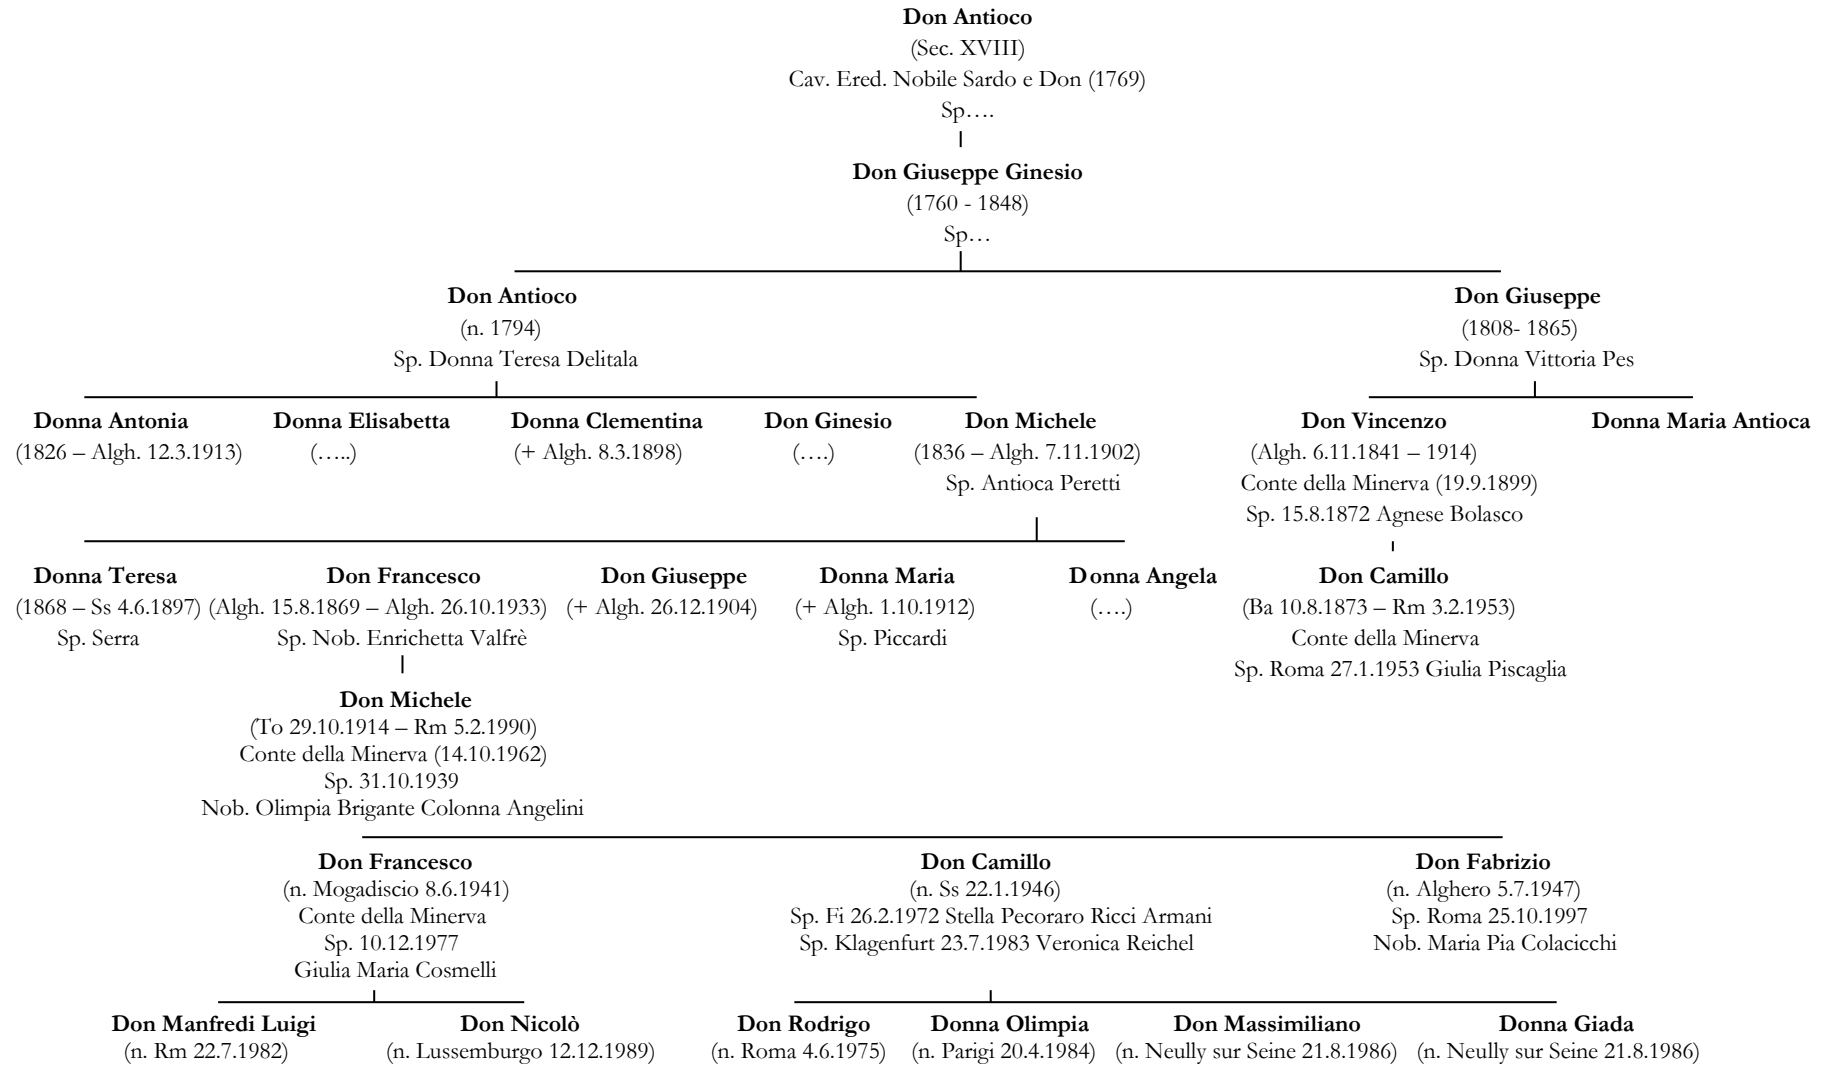 Don Antioco
(Sec. XVIII)
Cav. Ered. Nobile Sardo e Don (1769)
Sp….
Don Giuseppe Ginesio
(1760 - 1848)
Sp…
Don Antioco
(n. 1794)
Sp. Donna Teresa Delitala
Don Giuseppe
(1808- 1865)
Sp. Donna Vittoria Pes
Donna Antonia
(1826 – Algh. 12.3.1913)
Donna Elisabetta
(…..)
Donna Clementina
(+ Algh. 8.3.1898)
Don Ginesio
(….)
Don Michele
(1836 – Algh. 7.11.1902)
Sp. Antioca Peretti
Don Vincenzo
(Algh. 6.11.1841 – 1914)
Conte della Minerva (19.9.1899)
Sp. 15.8.1872 Agnese Bolasco
Donna Maria Antioca
Donna Teresa
(1868 – Ss 4.6.1897)
Sp. Serra
Don Francesco
(Algh. 15.8.1869 – Algh. 26.10.1933)
Sp. Nob. Enrichetta Valfrè
Don Giuseppe
(+ Algh. 26.12.1904)
Donna Maria
(+ Algh. 1.10.1912)
Sp. Piccardi
Donna Angela
(….)
Don Camillo
(Ba 10.8.1873 – Rm 3.2.1953)
Conte della Minerva
Sp. Roma 27.1.1953 Giulia Piscaglia
Don Michele
(To 29.10.1914 – Rm 5.2.1990)
Conte della Minerva (14.10.1962)
Sp. 31.10.1939
Nob. Olimpia Brigante Colonna Angelini
Don Francesco
(n. Mogadiscio 8.6.1941)
Conte della Minerva
Sp. 10.12.1977
Giulia Maria Cosmelli
Don Camillo
(n. Ss 22.1.1946)
Sp. Fi 26.2.1972 Stella Pecoraro Ricci Armani
Sp. Klagenfurt 23.7.1983 Veronica Reichel
Don Fabrizio
(n. Alghero 5.7.1947)
Sp. Roma 25.10.1997
Nob. Maria Pia Colacicchi
Don Manfredi Luigi
(n. Rm 22.7.1982)
Don Nicolò
(n. Lussemburgo 12.12.1989)
Don Rodrigo
(n. Roma 4.6.1975)
Donna Olimpia
(n. Parigi 20.4.1984)
Don Massimiliano
(n. Neully sur Seine 21.8.1986)
Donna Giada
(n. Neully sur Seine 21.8.1986)